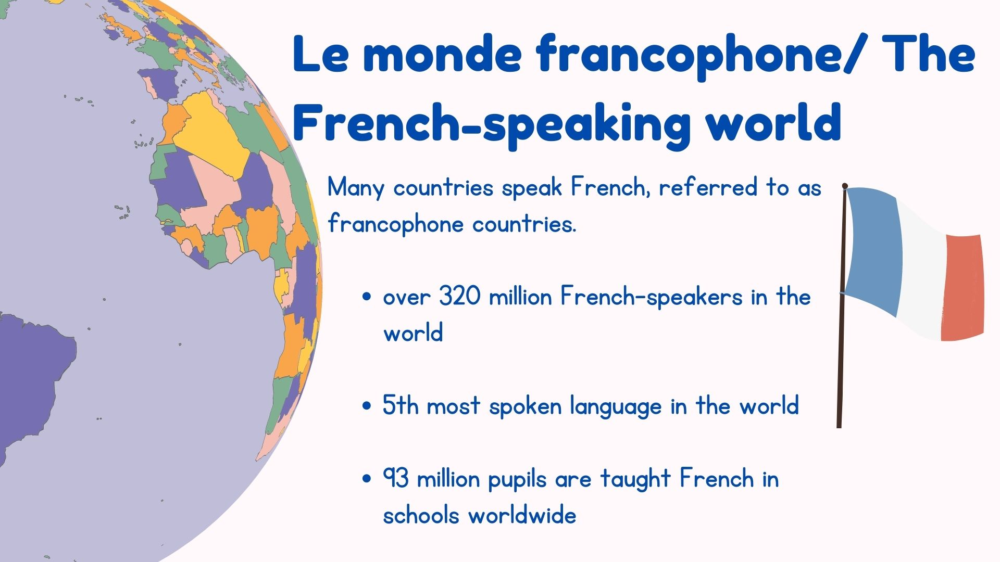 Le monde francophone/ The
French-speaking world
Many countries speak French, referred to as
francophone countries.
• over 320 million French-speakers in the
world
• 5th most spoken language in the world
• 93 million pupils are taught French in
schools worldwide